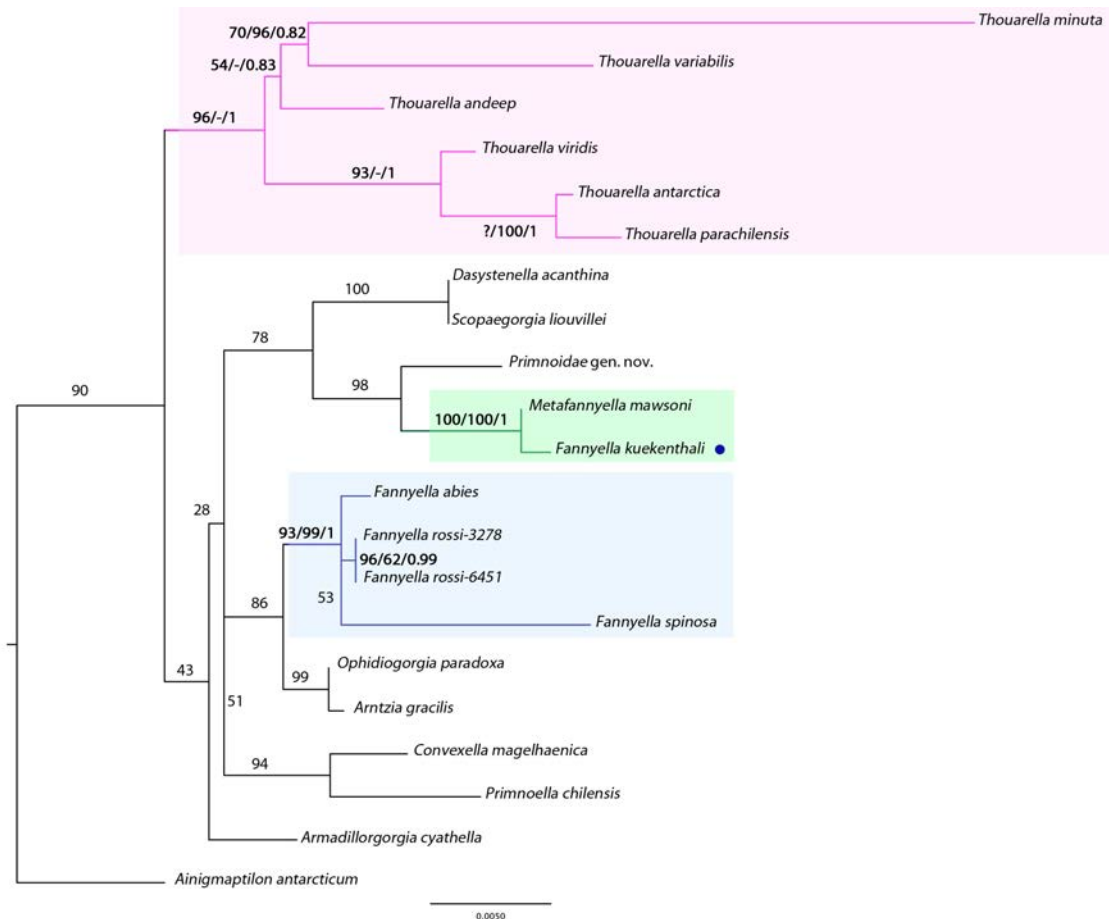 Thouarella minuta
70/96/0.82
Thouarella variabilis
54/-/0.83
Thouarella andeep
96/-/1
Thouarella viridis
93/-/1
Thouarella antarctica
?/100/1
Thouarella parachilensis
Dasystenella acanthina
100
Scopaegorgia liouvillei
78
Primnoidae gen. nov.
98
90
Metafannyella mawsoni
100/100/1
Fannyella kuekenthali
Fannyella abies
28
93/99/1
Fannyella rossi-3278
96/62/0.99
Fannyella rossi-6451
53
86
Fannyella spinosa
Ophidiogorgia paradoxa
99
43
51
Arntzia gracilis
Convexella magelhaenica
94
Primnoella chilensis
Armadillorgorgia cyathella
Ainigmaptilon antarcticum
0.0050